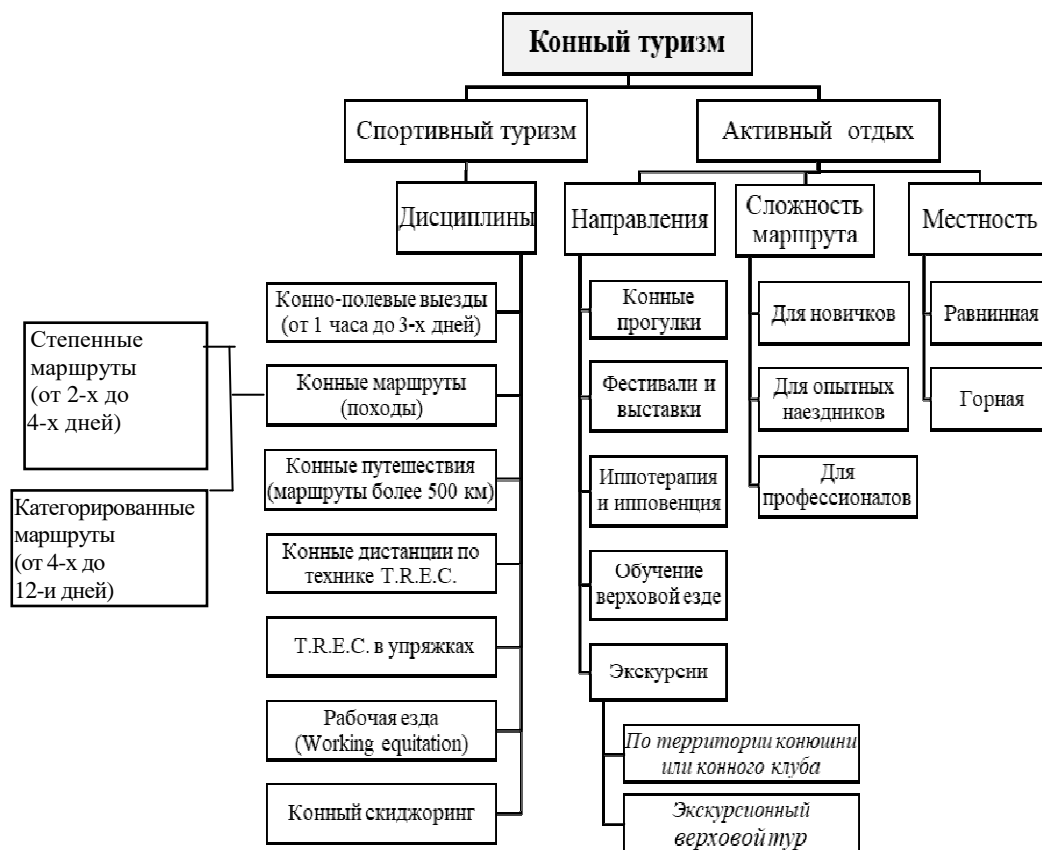 Конный туризм
Спортивный туризм
Активный отдых
Дисциплины
Направления
Сложность
маршрута
Местность
Конно-полевые выезды
(от 1 часа до 3-х дней)
Конные маршруты
(походы)
Степенные
маршруты
(от 2-х до
4-х дней)
Категорированные
маршруты
(от 4-х до
12-и дней)
Конные путешествия
(маршруты более 500 км)
Конные дистанции по
технике T.R.E.C.
T.R.E.C. в упряжках
Рабочая езда
(Working equitation)
Конный скиджоринг
Конные
прогулки
Фестивали и
выставки
Иппотерапия
и ипповенция
Обучение
верховой езде
Экскурсии
По территории конюшни
или конного клуба
Экскурсионный
верховой тур
Для новичков
Для опытных
наездников
Для
профессионалов
Равнинная
Горная